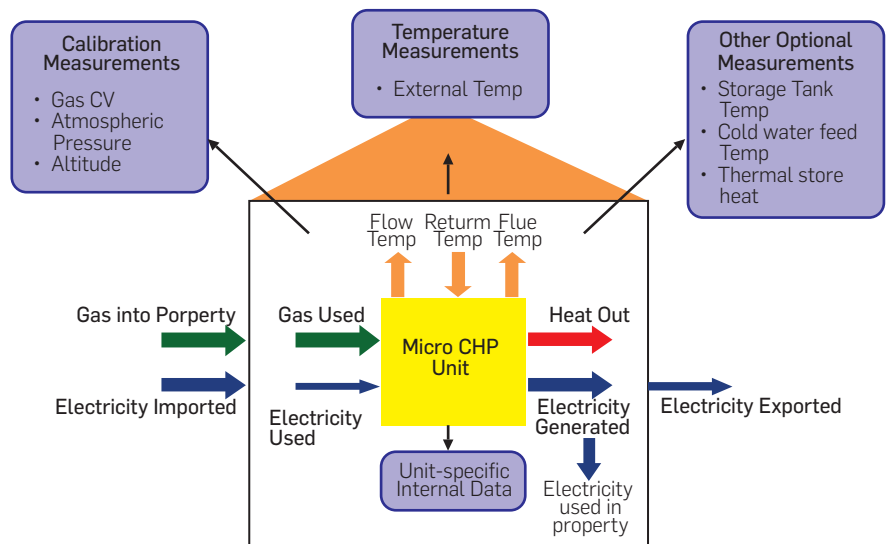 Calibration
Measurements
• Gas CV
• Atmospheric
Pressure
• Altitude
Temperature
Measurements
• External Temp
Other Optional
Measurements
• Storage Tank
Temp
• Cold water feed
Temp
• Thermal store
heat
Flow
Temp
Returm
Temp
Flue
Temp
Gas into Porperty
Gas Used
Micro CHP
Unit
Heat Out
Electricity Imported
Electricity
Used
Electricity
Generated
Electricity Exported
Unit-specific
Internal Data
Electricity
used in
property